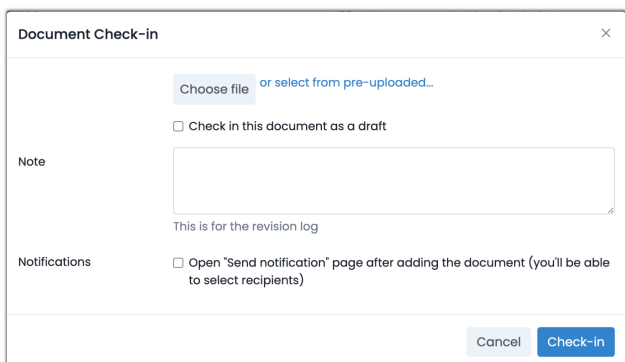 Document Check-in
Choose file or select from pre-uploaded...
Check in this document as a draft
Note
This is for the revision log
Notifications
Open "Send notification" page after adding the document (you'll be able
to select recipients)
Cancel Check-in